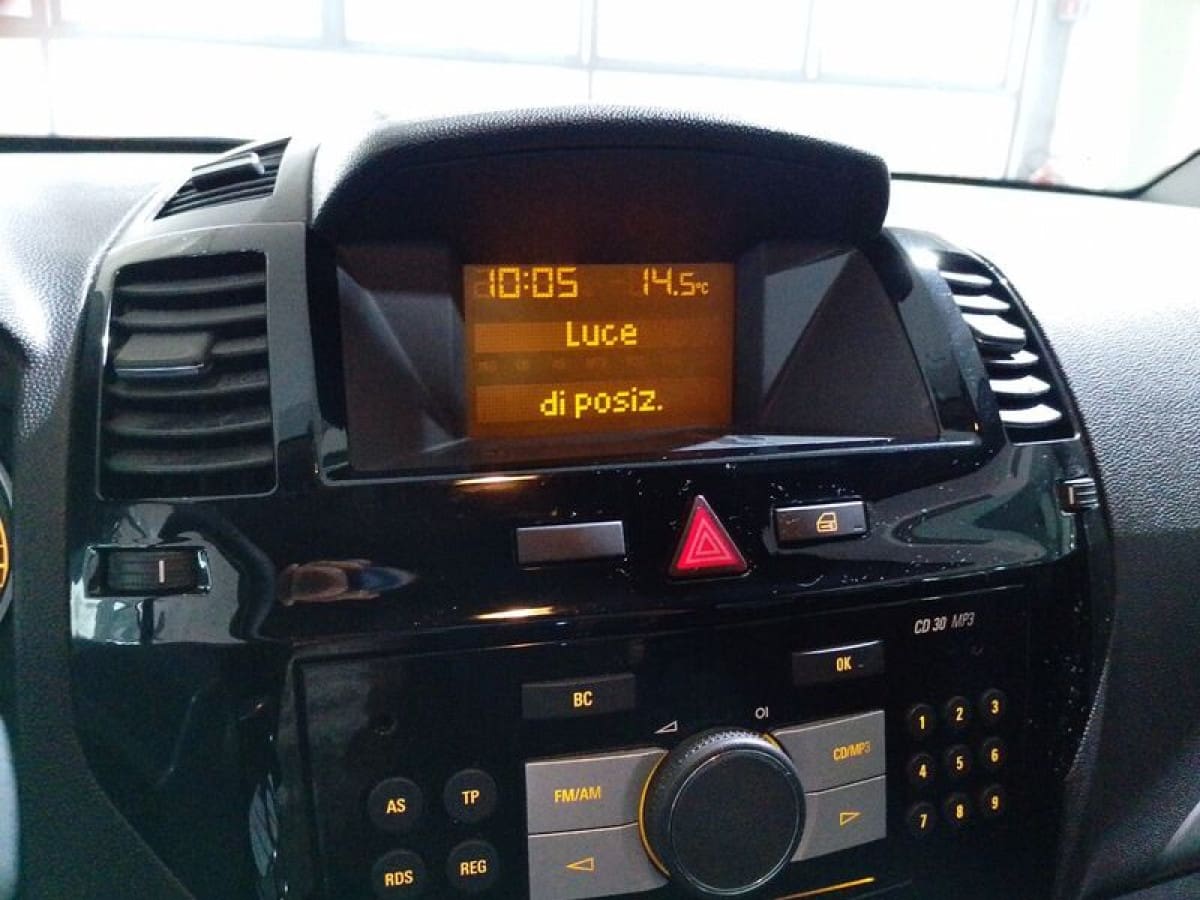 10:05 14.5°C
Luce
di posiz.
CD 30 MP3
BC OK
FM/AM CD/MP3
AS TP
RDS REG
1 2 3
4 5 6
7 8 9